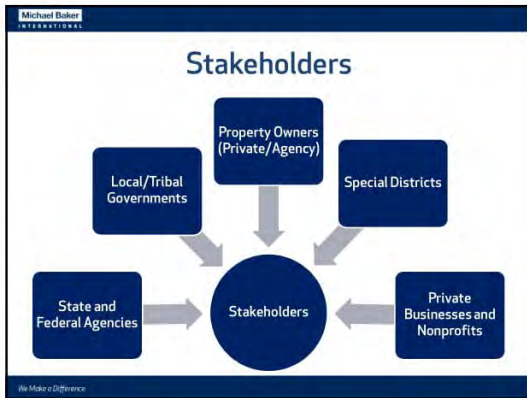 Michael Baker
INTERNATIONAL
Stakeholders
Property Owners
(Private/Agency)
Local/Tribal
Governments
Special Districts
State and
Federal Agencies
Stakeholders
Private
Businesses and
Nonprofits
We Make a Difference